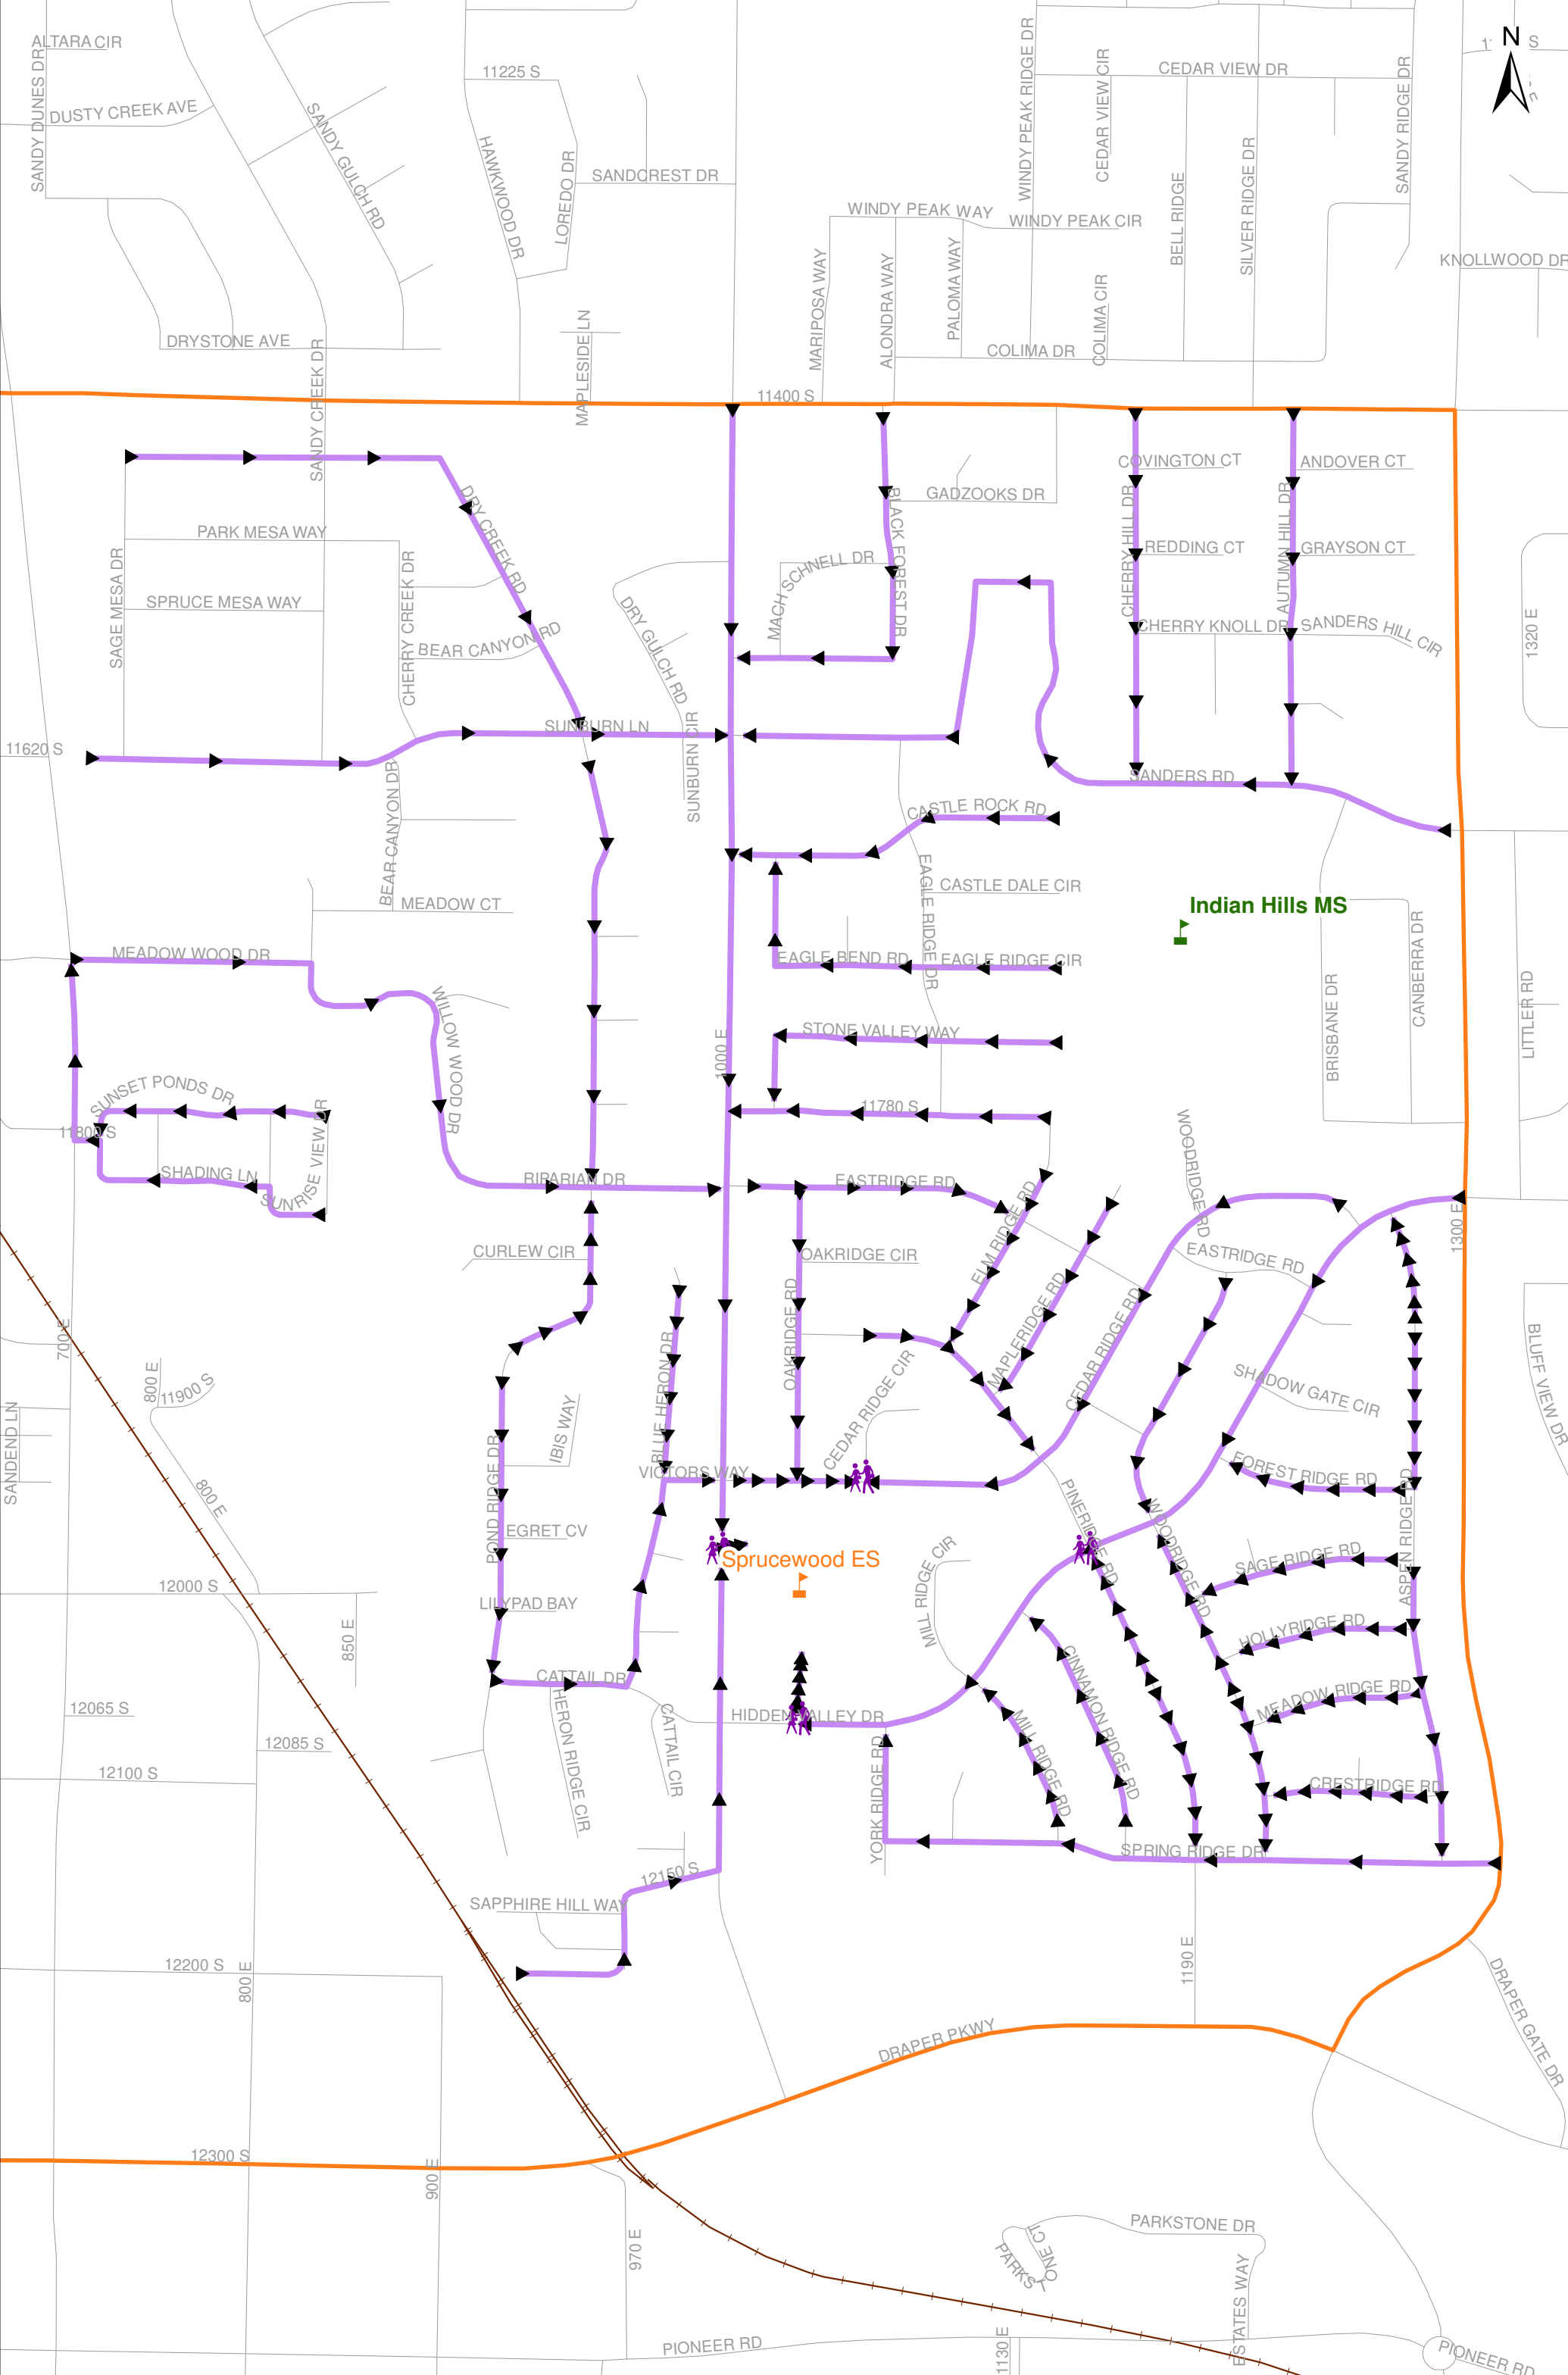 N
S
ALTARA CIR
SANDY DUNES DR
DUSTY CREEK AVE
SANDY GULCH RD
11225 S
HAWKWOOD DR
LOREDO DR
SANDCREST DR
WINDY PEAK RIDGE DR
CEDAR VIEW CIR
CEDAR VIEW DR
SANDY RIDGE DR
BELL RIDGE
SILVER RIDGE DR
WINDY PEAK WAY
WINDY PEAK CIR
MARIPOSA WAY
ALONDRA WAY
PALOMA WAY
COLIMA CIR
COLIMA DR
KNOLLWOOD DR
DRYSTONE AVE
SANDY CREEK DR
MAPLESIDE LN
11400 S
COVINGTON CT
ANDOVER CT
DRY CREEK RD
BLACK FOREST DR
GADZOOKS DR
CHERRY HILL DR
AUTUMN HILL DR
PARK MESA WAY
SAGE MESA DR
CHERRY CREEK DR
MACH SCHNELL DR
REDDING CT
GRAYSON CT
SPRUCE MESA WAY
DRY GULCH RD
CHERRY KNOLL DR
SANDERS HILL CIR
1320 E
BEAR CANYON RD
SUNBURN LN
SUNBURN CIR
11620 S
BEAR CANYON DR
SANDERS RD
CASTLE ROCK RD
EAGLE RIDGE DR
CASTLE DALE CIR
MEADOW CT
Indian Hills MS
MEADOW WOOD DR
EAGLE BEND RD
EAGLE RIDGE CIR
CANBERRA DR
BRISBANE DR
LITTLER RD
WILLOW WOOD DR
1000 E
STONE VALLEY WAY
SUNSET PONDS DR
11780 S
11800 S
SHADING LN
SUNRISE VIEW DR
RIPARIAN DR
EASTRIDGE RD
WOODRIDGE RD
1300 E
CURLEW CIR
OAKRIDGE CIR
ELM RIDGE RD
EASTRIDGE RD
OAKRIDGE RD
MAPLERIDGE RD
CEDAR RIDGE RD
700 E
BLUE HERON DR
800 E
11900 S
CEDAR RIDGE CIR
SHADOW GATE CIR
BLUFF VIEW DR
SANDEND LN
IBIS WAY
POND RIDGE DR
VICTORS WAY
FOREST RIDGE RD
800 E
PINERIDGE RD
WOODRIDGE RD
ASPEN RIDGE RD
EGRET CV
Sprucewood ES
MILL RIDGE CIR
SAGE RIDGE RD
12000 S
LILYPAD BAY
850 E
HOLLYRIDGE RD
CINNAMON RIDGE RD
CATTAIL DR
MEADOW RIDGE RD
12065 S
HIDDEN VALLEY DR
HERON RIDGE CIR
CATTAIL CIR
MILL RIDGE RD
12085 S
12100 S
YORK RIDGE RD
CRESTRIDGE RD
SPRING RIDGE DR
12150 S
SAPPHIRE HILL WAY
12200 S
800 E
1190 E
DRAPER GATE DR
DRAPER PKWY
12300 S
900 E
970 E
PARKSTONE DR
PARKSTONE CT
ESTATES WAY
1130 E
PIONEER RD
PIONEER RD